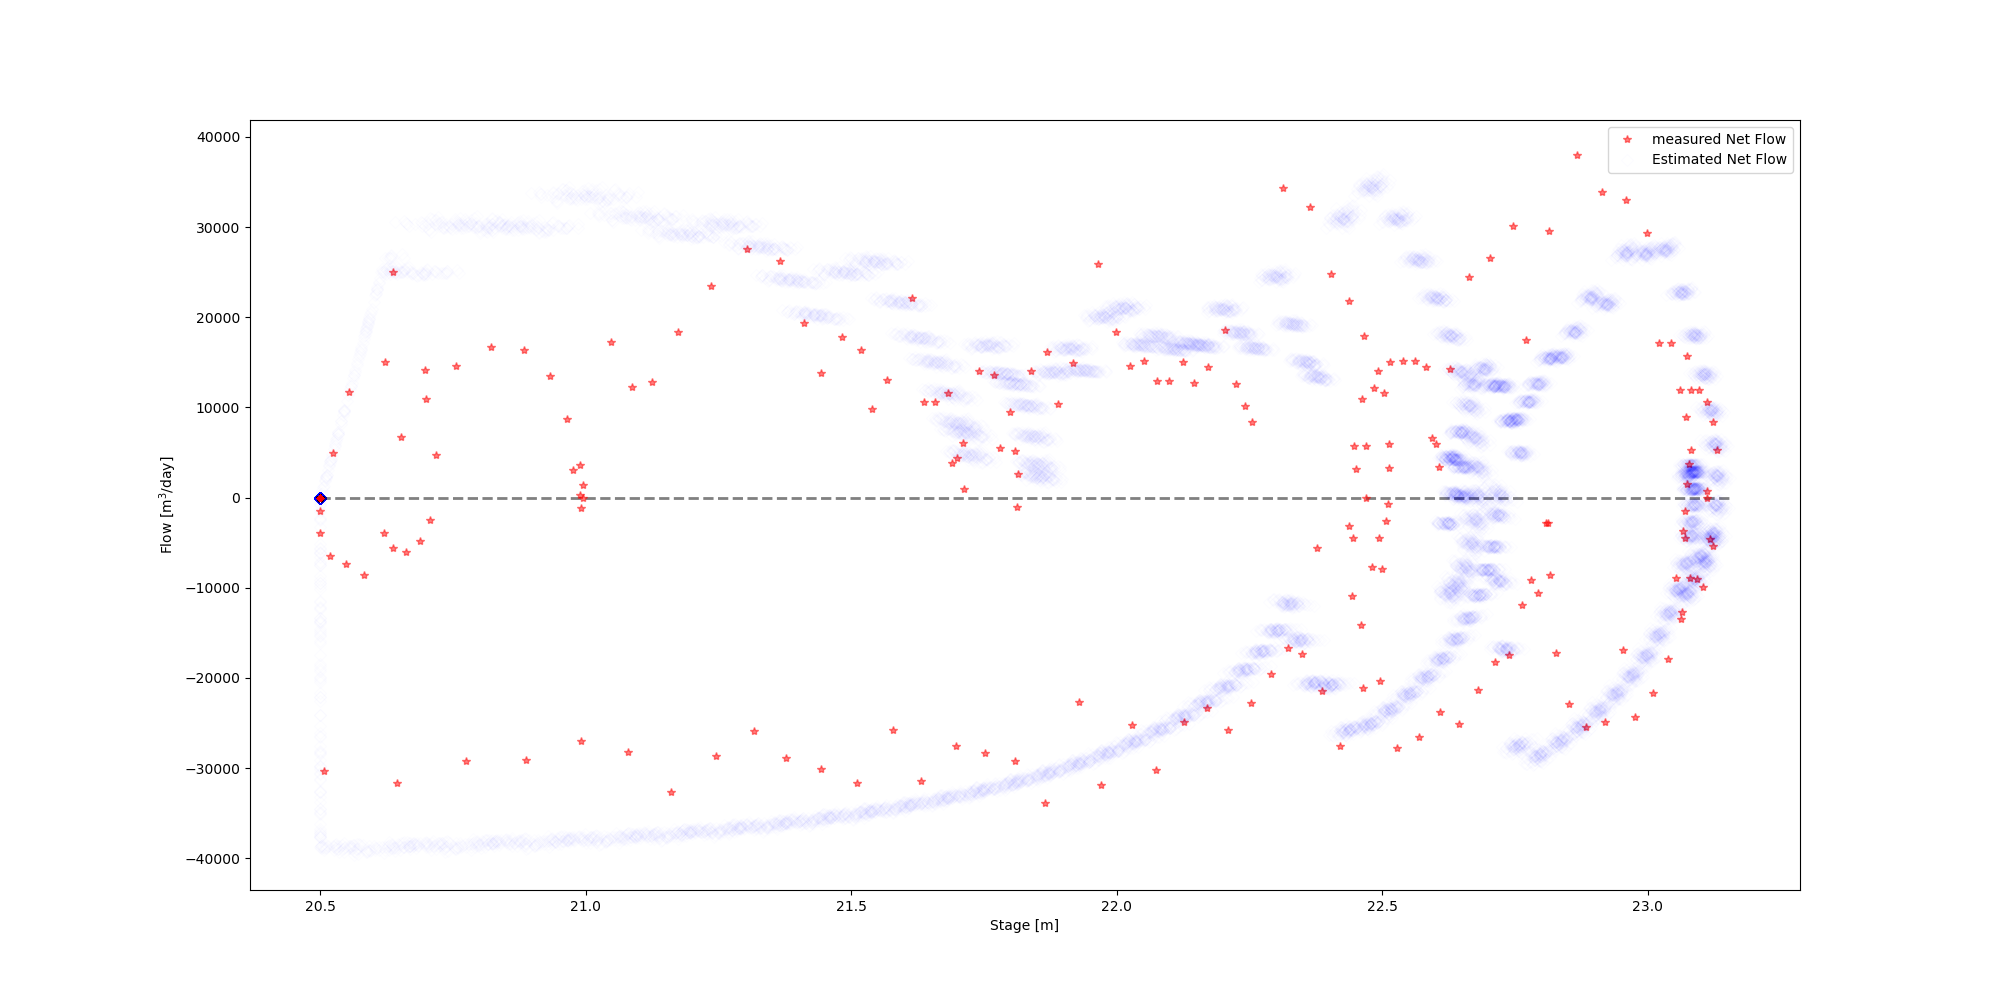 measured Net Flow
Estimated Net Flow
40000
30000
20000
10000
0
−10000
−20000
−30000
−40000
Flow [m³/day]
20.5 21.0 21.5 22.0 22.5 23.0
Stage [m]